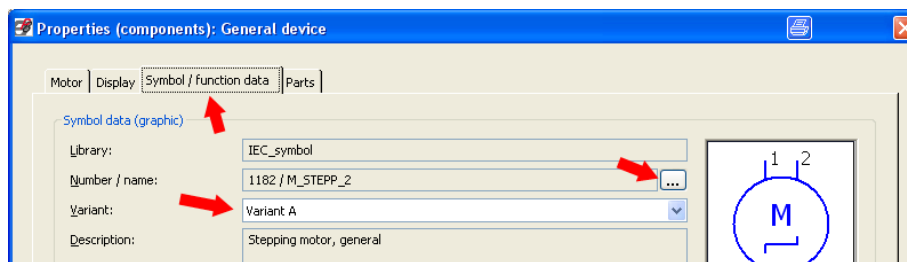 Properties (components): General device
Motor Display Symbol / function data Parts
Symbol data (graphic)
Library: IEC_symbol
Number / name: 1182 / M_STEPP_2 ...
Variant: Variant A
Description: Stepping motor, general
1 2
M